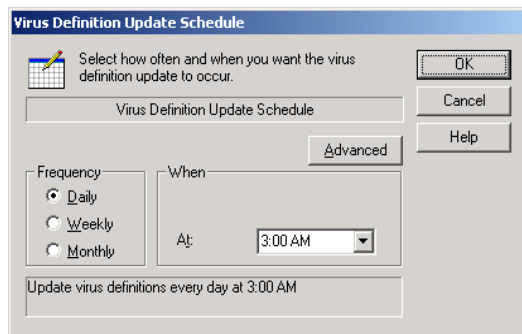 Virus Definition Update Schedule
Select how often and when you want the virus
definition update to occur.
OK
Virus Definition Update Schedule
Cancel
Help
Advanced
Frequency
When
Daily
Weekly
At:
3:00 AM
Monthly
Update virus definitions every day at 3:00 AM